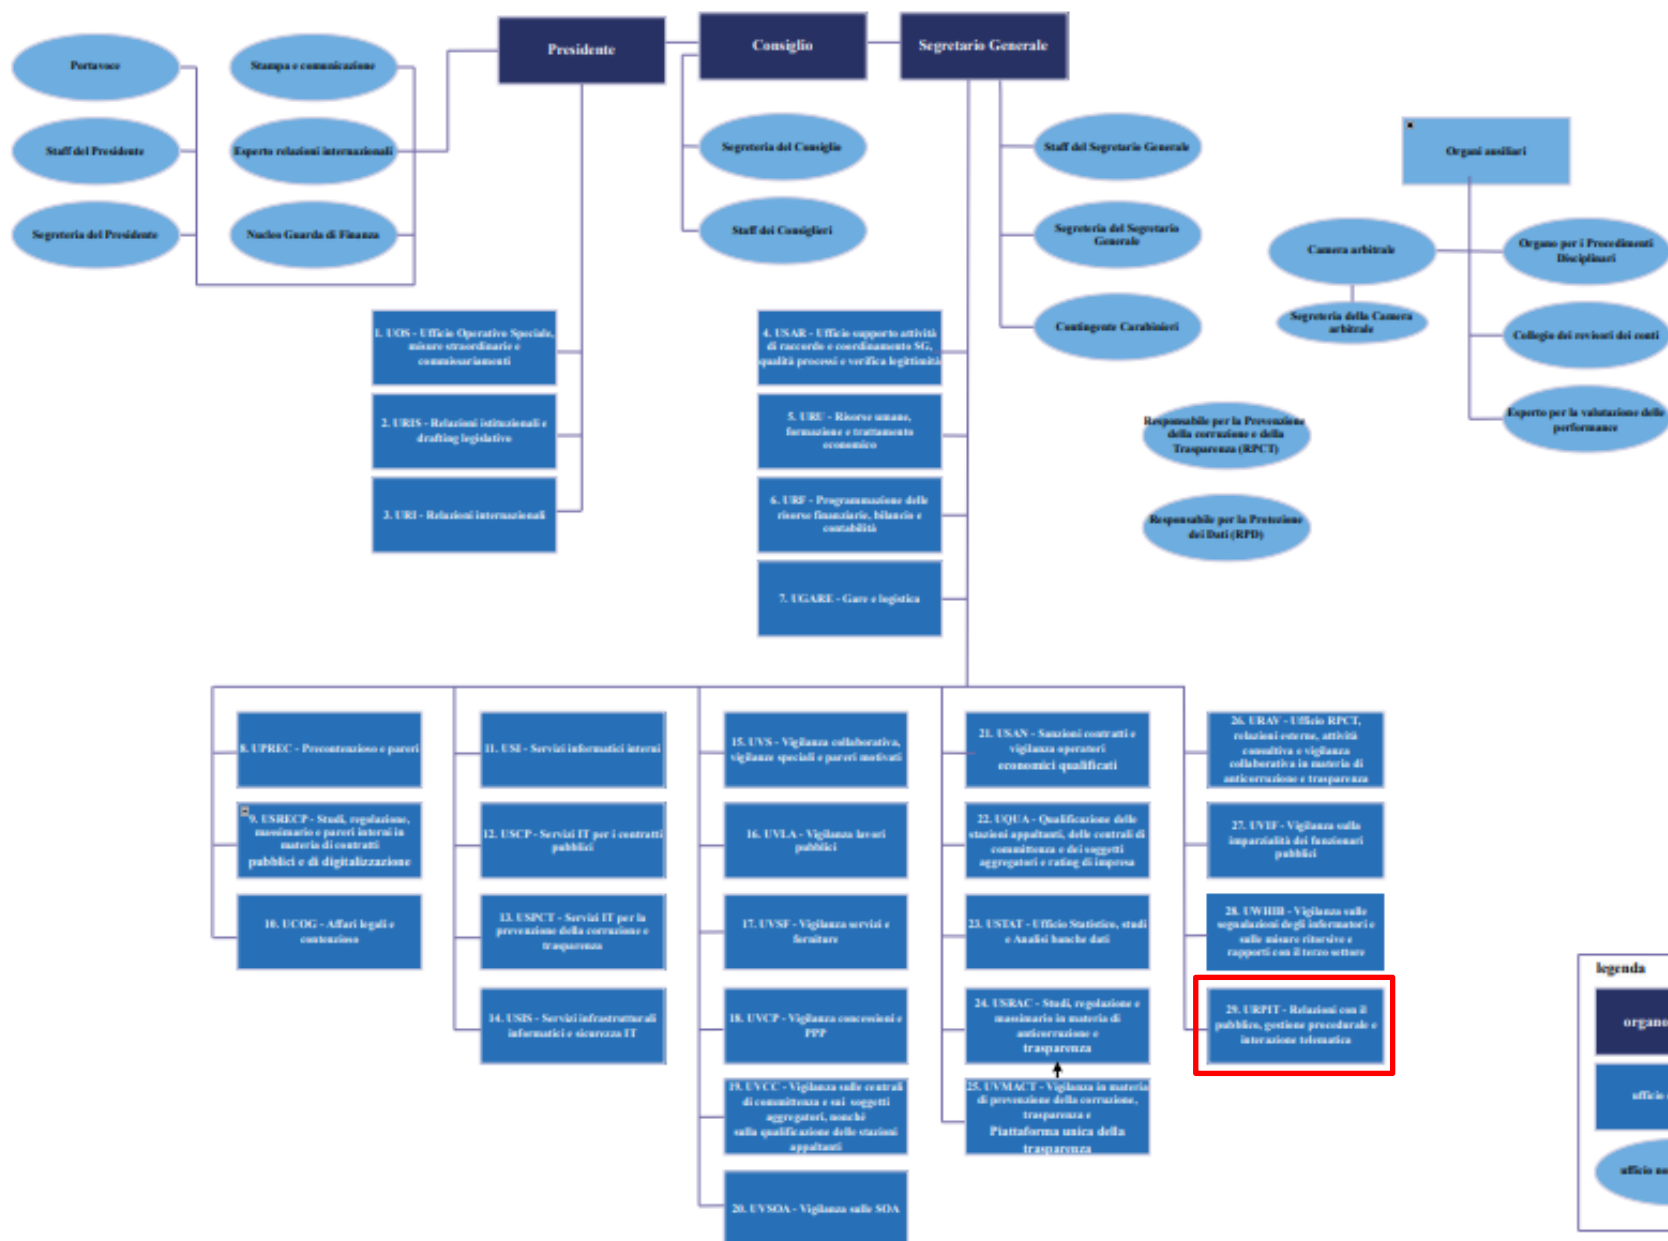 Presidente
Consiglio
Segretario Generale
Portavoce
Stampa e comunicazione
Staff del Presidente
Esperto relazioni internazionali
Segreteria del Presidente
Nucleo Guarda di Finanza
Segreteria del Consiglio
Staff dei Consiglieri
Staff del Segretario Generale
Segreteria del Segretario
Generale
Contingente Carabinieri
Organi ausiliari
Camera arbitrale
Segreteria della Camera
arbitrale
Organo per i Procedimenti
Disciplinari
Collegio dei revisori dei conti
Esperto per la valutazione delle
performance
Responsabile per la Prevenzione
della corruzione e della
Trasparenza (RPCT)
Responsabile per la Protezione
dei Dati (RPD)
1. UOS - Ufficio Operativo Speciale,
misure straordinarie e
commissariamenti
2. URIS - Relazioni istituzionali e
drafting legislativo
3. URI - Relazioni internazionali
4. USAR - Ufficio supporto attività
di raccordo e coordinamento SG,
qualità processi e verifica legittimità
5. URU - Risorse umane,
formazione e trattamento
economico
6. URF - Programmazione delle
risorse finanziarie, bilancio e
contabilità
7. UGARE - Gare e logistica
8. UPREC - Precontenzioso e pareri
9. USRECP - Studi, regolazione,
massimario e pareri interni in
materia di contratti
pubblici e di digitalizzazione
10. UCOG - Affari legali e
contenzioso
11. USI - Servizi informatici interni
12. USCP - Servizi IT per i contratti
pubblici
13. USPCT - Servizi IT per la
prevenzione della corruzione e
trasparenza
14. USIS - Servizi infrastrutturali
informatici e sicurezza IT
15. UVS - Vigilanza collaborativa,
vigilanze speciali e pareri motivati
16. UVLA - Vigilanza lavori
pubblici
17. UVSF - Vigilanza servizi e
forniture
18. UVCP - Vigilanza concessioni e
PPP
19. UVCC - Vigilanza sulle centrali
di committenza e sui soggetti
aggregatori, nonché
sulla qualificazione delle stazioni
appaltanti
20. UVSOA - Vigilanza sulle SOA
21. USAN - Sanzioni contratti e
vigilanza operatori
economici qualificati
22. UQUA - Qualificazione delle
stazioni appaltanti, delle centrali di
committenza e dei soggetti
aggregatori e rating di impresa
23. USTAT - Ufficio Statistico, studi
e Analisi banche dati
24. USRAC - Studi, regolazione e
massimario in materia di
anticorruzione e
trasparenza
25. UVMACT - Vigilanza in materia
di prevenzione della corruzione,
trasparenza e
Piattaforma unica della
trasparenza
26. URAV - Ufficio RPCT,
relazioni esterne, attività
consultiva e vigilanza
collaborativa in materia di
anticorruzione e trasparenza
27. UVIF - Vigilanza sulla
imparzialità dei funzionari
pubblici
28. UWHIB - Vigilanza sulle
segnalazioni degli informatori e
sulle misure ritorsive e
rapporti con il terzo settore
29. URPIT - Relazioni con il
pubblico, gestione procedurale e
interazione telematica
legenda
organo
ufficio
ufficio